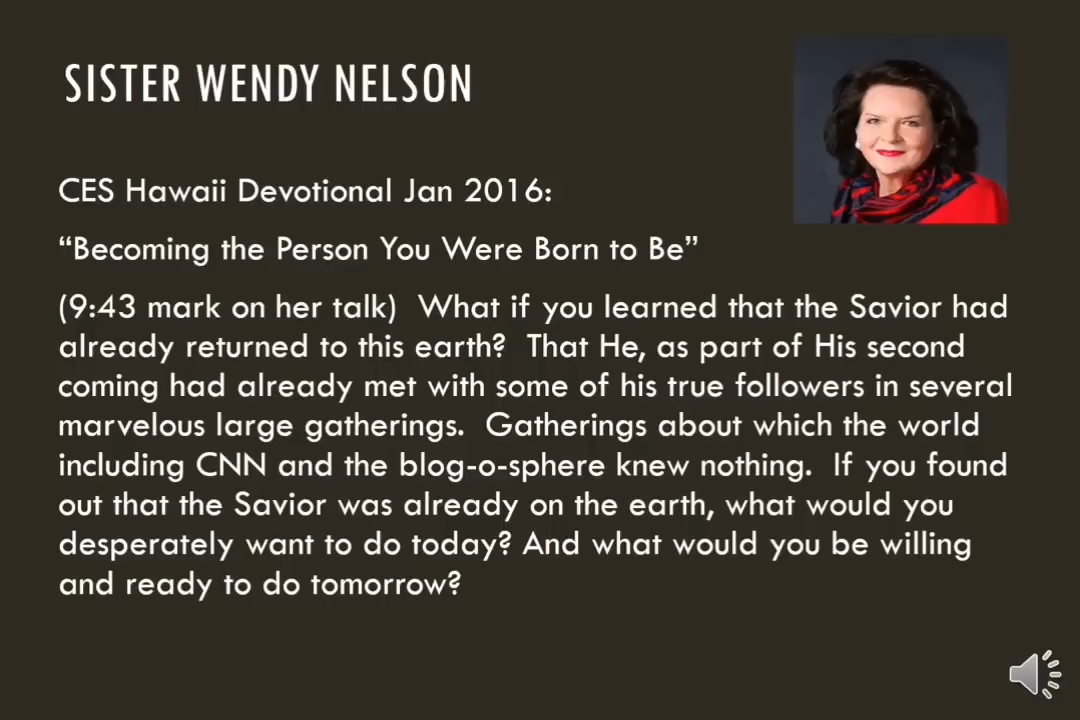 SISTER WENDY NELSON
CES Hawaii Devotional Jan 2016:
“Becoming the Person You Were Born to Be”
(9:43 mark on her talk)  What if you learned that the Savior had
already returned to this earth?  That He, as part of His second
coming had already met with some of his true followers in several
marvelous large gatherings.  Gatherings about which the world
including CNN and the blog-o-sphere knew nothing.  If you found
out that the Savior was already on the earth, what would you
desperately want to do today? And what would you be willing
and ready to do tomorrow?